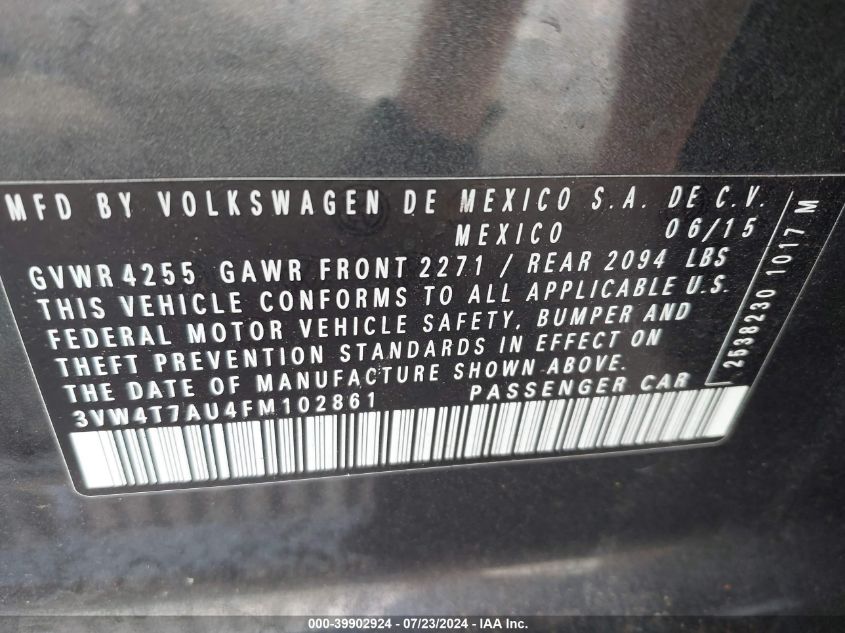 MFD BY VOLKSWAGEN DE MEXICO S.A. DE C.V.
MEXICO 06/15
GVWR 4255 GAWR FRONT 2271 / REAR 2094 LBS
THIS VEHICLE CONFORMS TO ALL APPLICABLE U.S.
FEDERAL MOTOR VEHICLE SAFETY, BUMPER AND
THEFT PREVENTION STANDARDS IN EFFECT ON
THE DATE OF MANUFACTURE SHOWN ABOVE.
3VW4T7AU4FM102861 PASSENGER CAR
2538230 1017 M
000-39902924 - 07/23/2024 - IAA Inc.